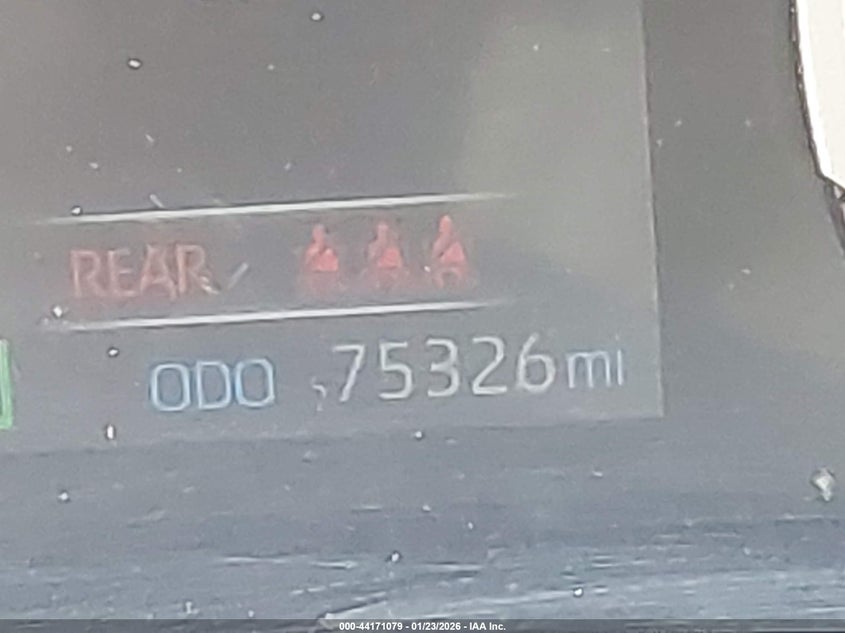 REAR
ODO 75326mi
000-44171079 - 01/23/2026 - IAA Inc.